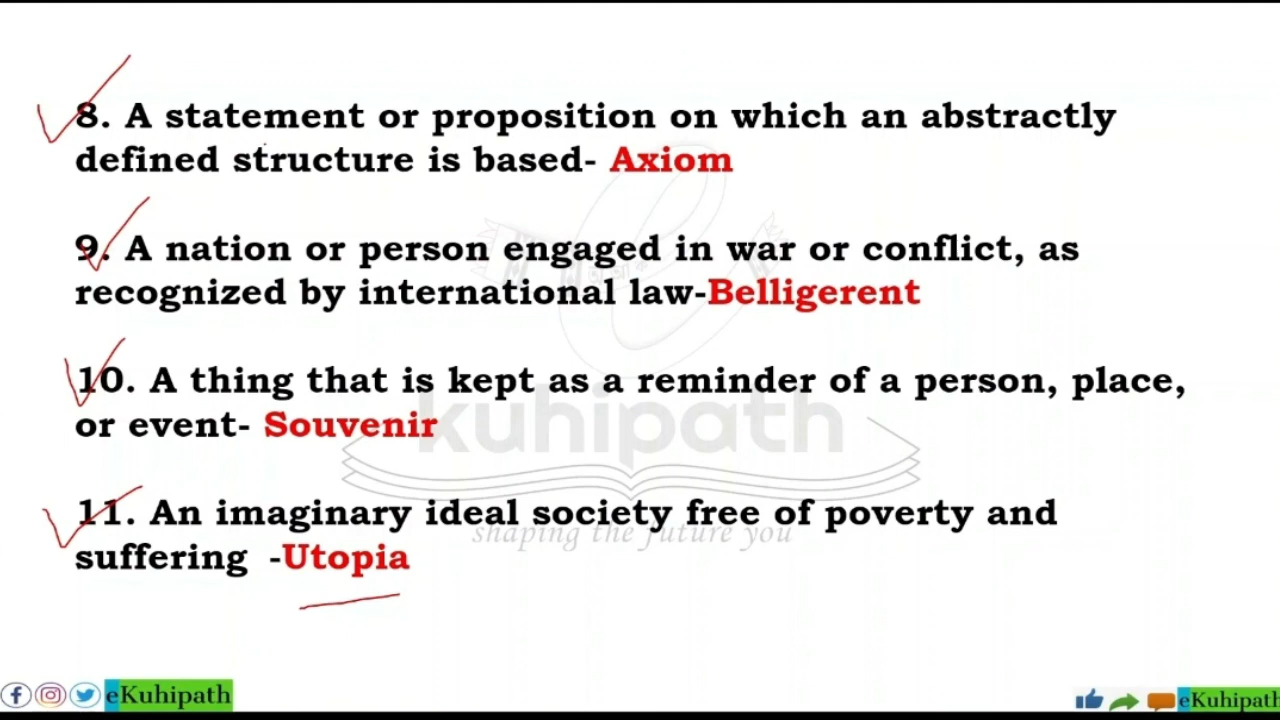 8. A statement or proposition on which an abstractly
defined structure is based- Axiom
9. A nation or person engaged in war or conflict, as
recognized by international law-Belligerent
10. A thing that is kept as a reminder of a person, place,
or event- Souvenir
kuhipath
11. An imaginary ideal society free of poverty and
shaping the future you
suffering -Utopia
eKuhipath
eKuhipath